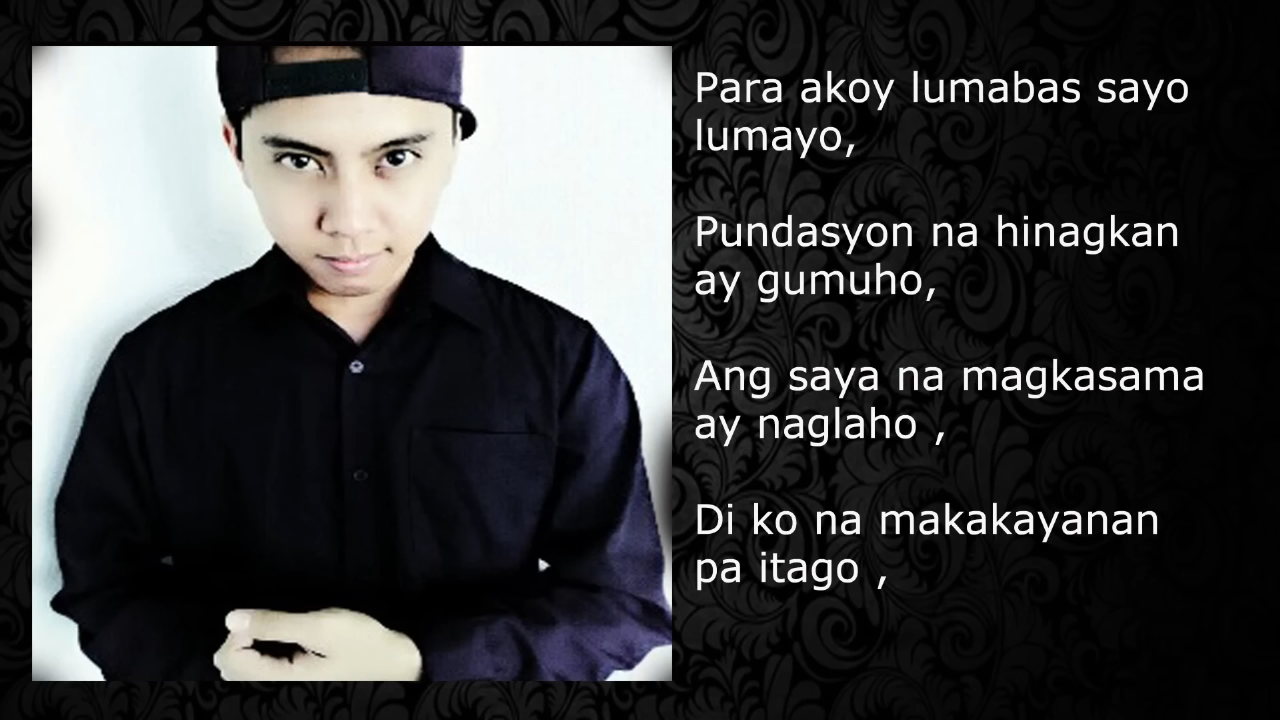 Para akoy lumabas sayo
lumayo,
Pundasyon na hinagkan
ay gumuho,
Ang saya na magkasama
ay naglaho ,
Di ko na makakayanan
pa itago ,